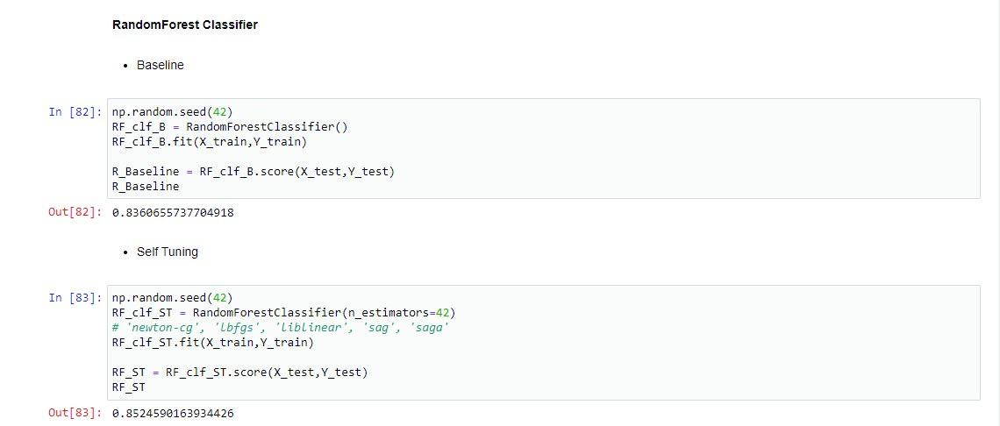 RandomForest Classifier
• Baseline
In [82]: np.random.seed(42)
RF_clf_B = RandomForestClassifier()
RF_clf_B.fit(X_train,Y_train)
R_Baseline = RF_clf_B.score(X_test,Y_test)
R_Baseline
Out[82]: 0.8360655737704918
• Self Tuning
In [83]: np.random.seed(42)
RF_clf_ST = RandomForestClassifier(n_estimators=42)
# 'newton-cg', 'lbfgs', 'liblinear', 'sag', 'saga'
RF_clf_ST.fit(X_train,Y_train)
RF_ST = RF_clf_ST.score(X_test,Y_test)
RF_ST
Out[83]: 0.8524590163934426